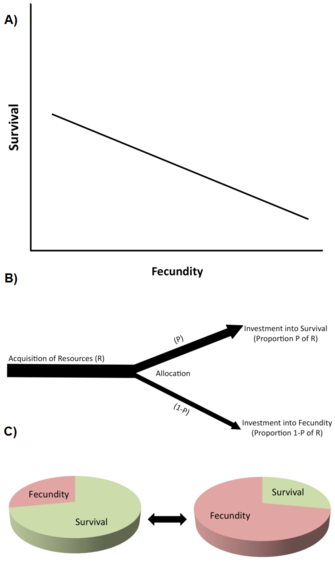 A)
Survival
Fecundity
B)
Acquisition of Resources (R)
(P)
Allocation
(1-P)
Investment into Survival
(Proportion P of R)
Investment into Fecundity
(Proportion 1-P of R)
C)
Fecundity
Survival
Survival
Fecundity